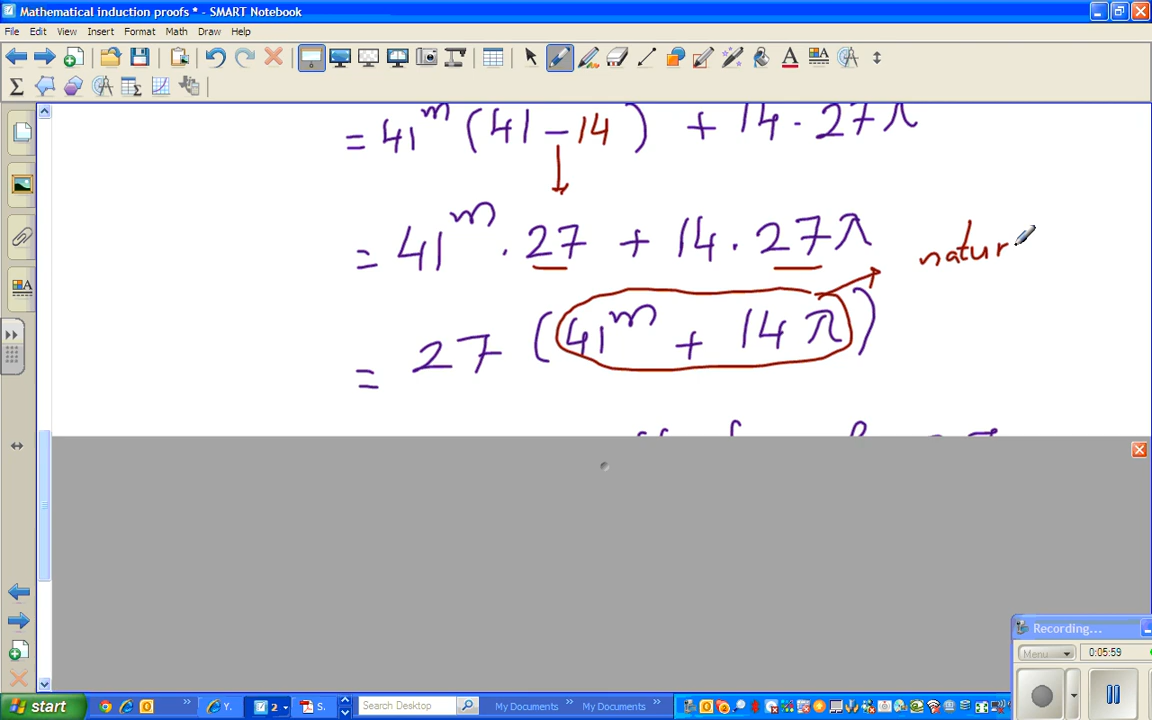 Mathematical induction proofs * - SMART Notebook
File Edit View Insert Format Math Draw Help
= 41^m (41 - 14) + 14 · 27λ
= 41^m · 27 + 14 · 27λ
natur
= 27 (41^m + 14λ)
Recording...
Menu
0:05:59
start
2
S.
Search Desktop
My Documents
My Documents